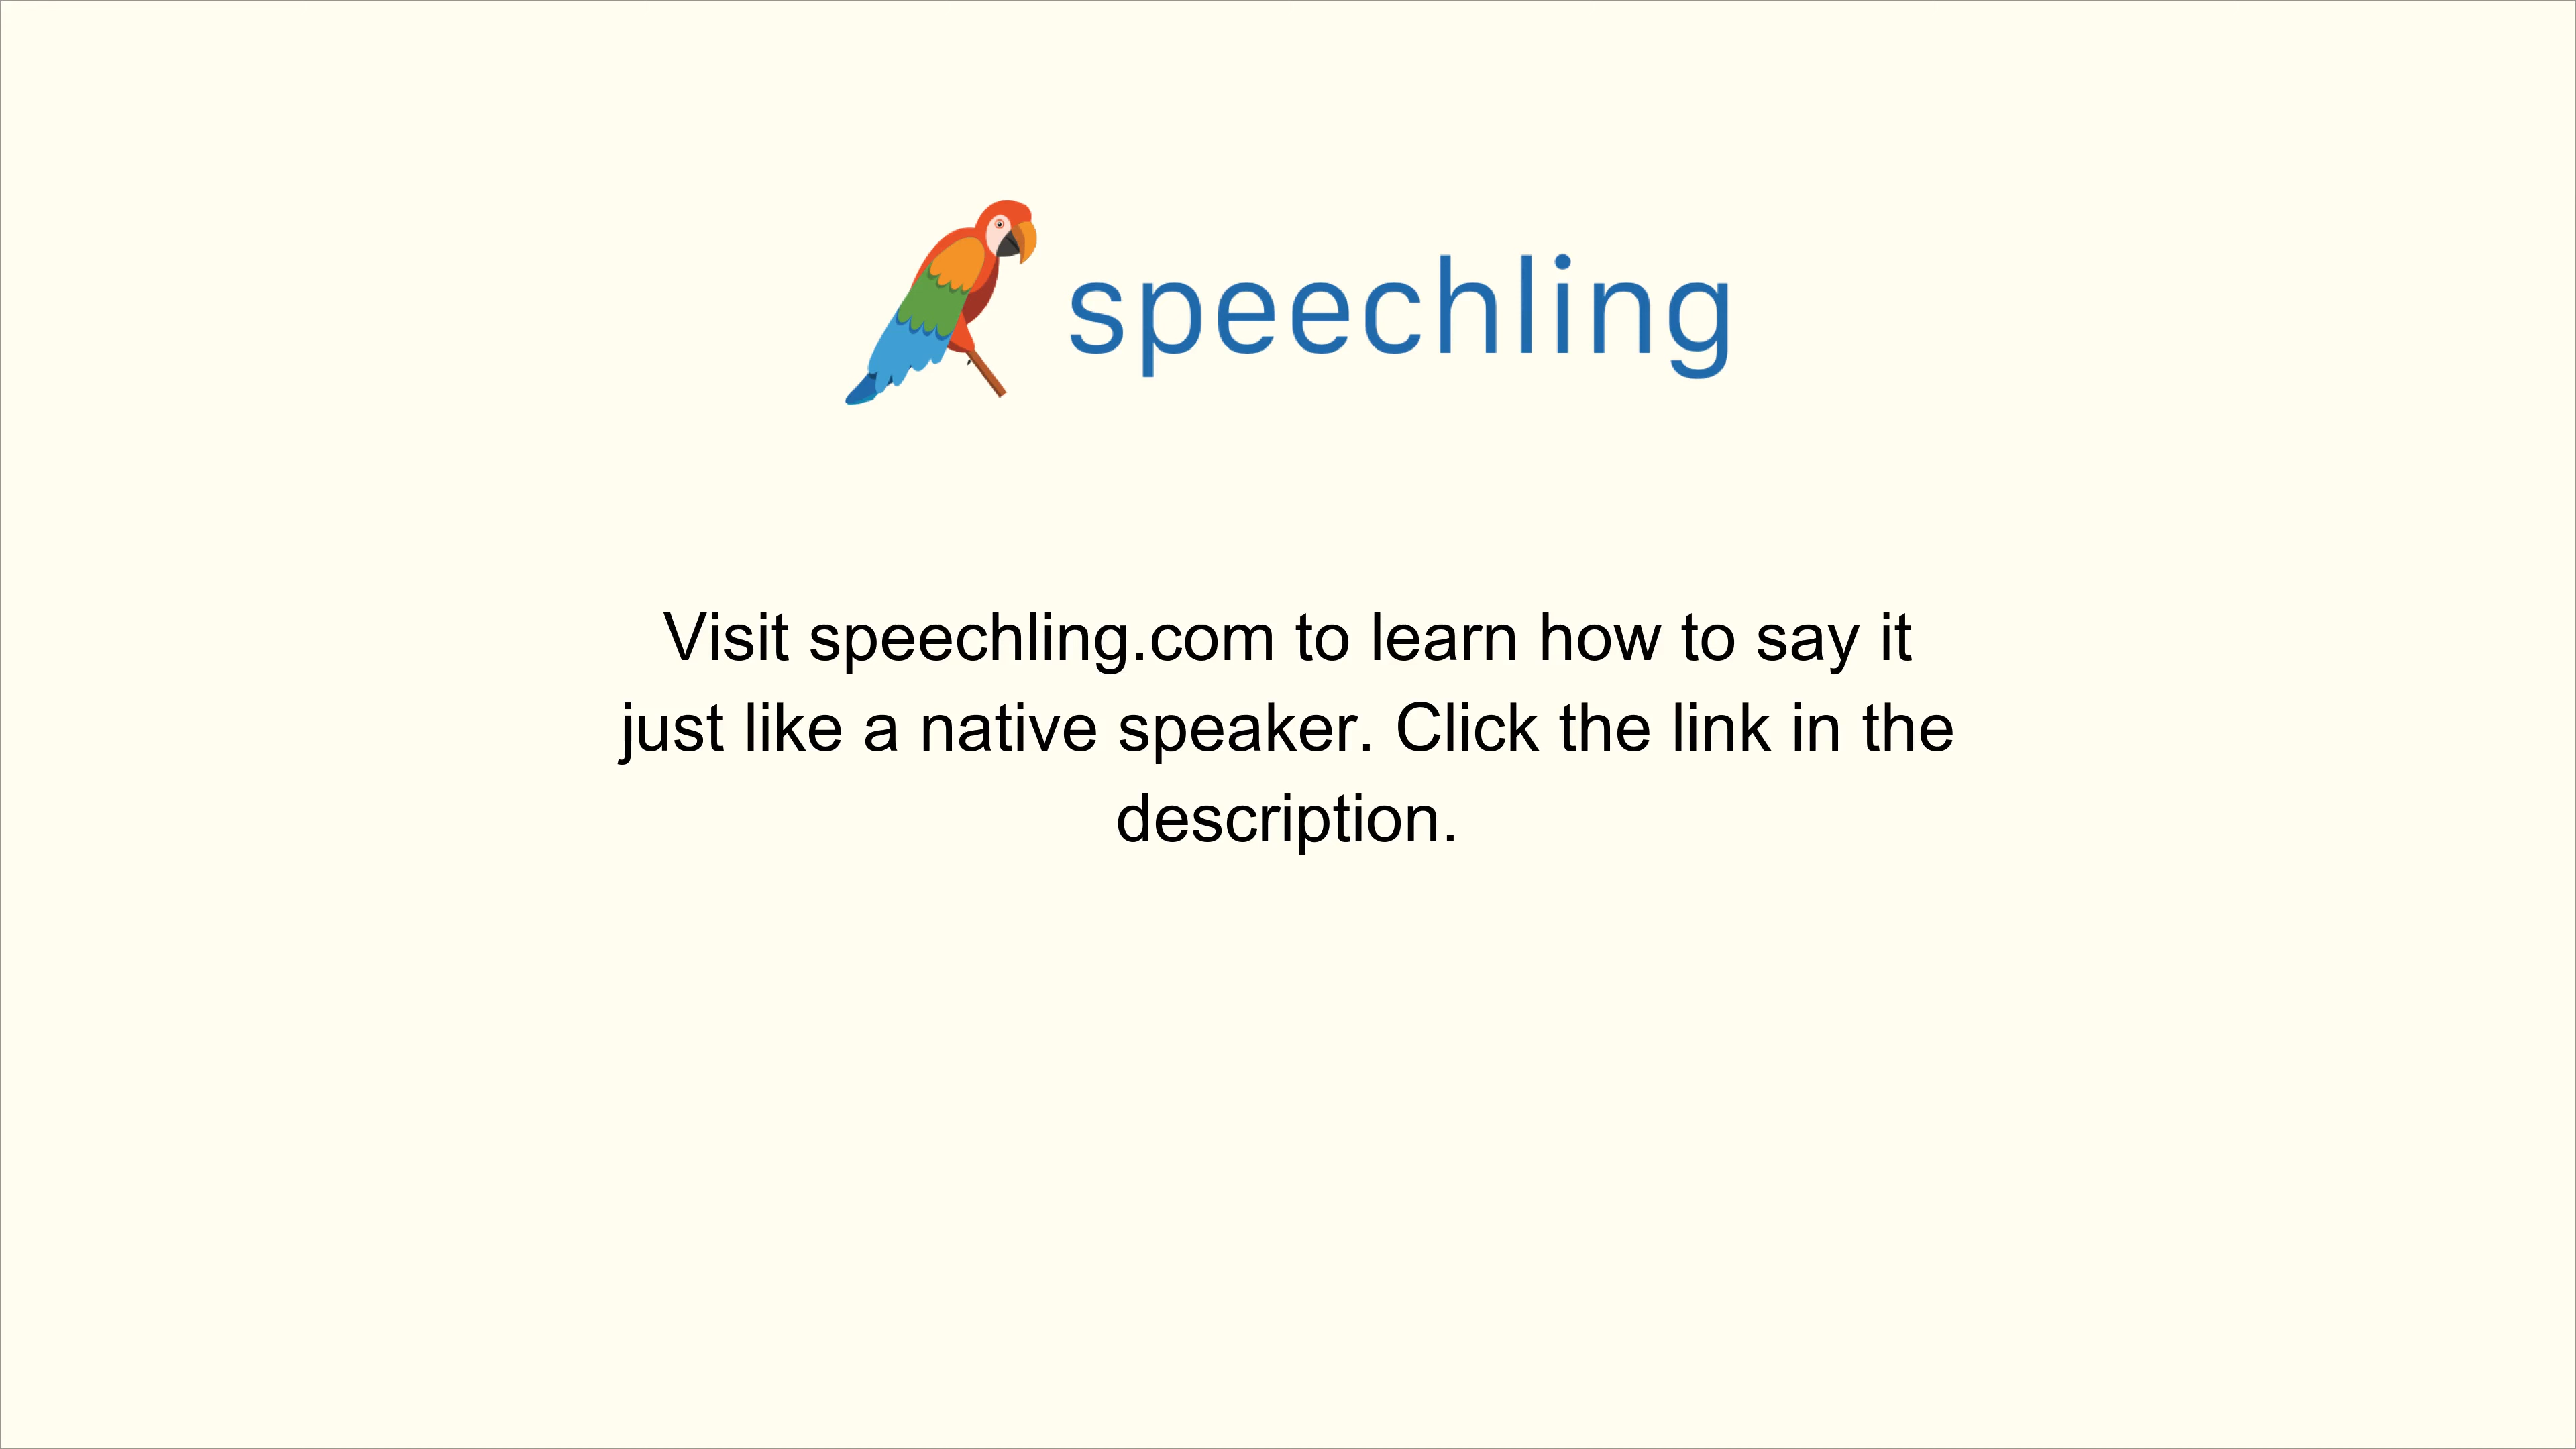 speechling
Visit speechling.com to learn how to say it
just like a native speaker. Click the link in the
description.